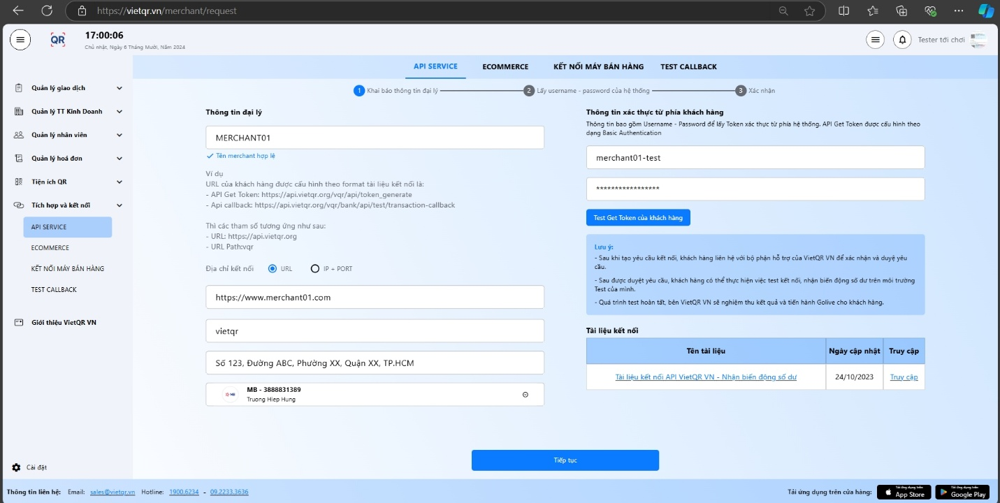 https://vietqr.vn/merchant/request
QR
17:00:06
Chủ nhật, Ngày 6 Tháng Mười, Năm 2024
Tester tới chơi
API SERVICE
ECOMMERCE
KẾT NỐI MÁY BÁN HÀNG
TEST CALLBACK
Quản lý giao dịch
Quản lý TT Kinh Doanh
Quản lý nhân viên
Quản lý hoá đơn
Tiện ích QR
Tích hợp và kết nối
API SERVICE
ECOMMERCE
KẾT NỐI MÁY BÁN HÀNG
TEST CALLBACK
Giới thiệu VietQR VN
Cài đặt
1 Khai báo thông tin đại lý
2 Lấy username - password của hệ thống
3 Xác nhận
Thông tin đại lý
MERCHANT01
Tên merchant hợp lệ
Ví dụ
URL của khách hàng được cấu hình theo format tài liệu kết nối là:
- API Get Token: https://api.vietqr.org/vqr/api/token_generate
- Api callback: https://api.vietqr.org/vqr/bank/api/test/transaction-callback
Thì các tham số tương ứng như sau:
- URL: https://api.vietqr.org
- URL Path:vqr
Địa chỉ kết nối
URL
IP + PORT
https://www.merchant01.com
vietqr
Số 123, Đường ABC, Phường XX, Quận XX, TP.HCM
MB
MB - 3888831389
Truong Hiep Hung
Thông tin xác thực từ phía khách hàng
Thông tin bao gồm Username - Password để lấy Token xác thực từ phía hệ thống. API Get Token được cấu hình theo
dạng Basic Authentication
merchant01-test
*****************
Test Get Token của khách hàng
Lưu ý:
- Sau khi tạo yêu cầu kết nối, khách hàng liên hệ với bộ phận hỗ trợ của VietQR VN để xác nhận và duyệ yêu
cầu.
- Sau được duyệt yêu cầu, khách hàng có thể thực hiện việc test kết nối, nhận biến động số dư trên môi trường
Test của mình.
- Quá trình test hoàn tất, bên VietQR VN sẽ nghiệm thu kết quả và tiến hành Golive cho khách hàng.
Tài liệu kết nối
Tên tài liệu
Ngày cập nhật
Truy cập
Tài liệu kết nối API VietQR VN - Nhận biến động số dư
24/10/2023
Truy cập
Tiếp tục
Thông tin liên hệ: Email: sales@vietqr.vn Hotline: 1900.6234 - 09.2233.3636
Tải ứng dụng trên cửa hàng:
Tải ứng dụng trên
App Store
Tải ứng dụng trên
Google Play